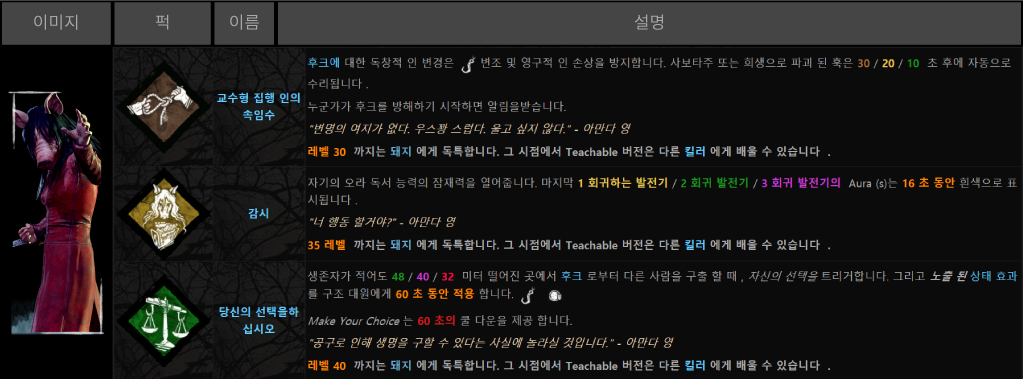 이미지 퍽 이름 설명
교수형 집행 인의
속임수
후크에 대한 독창적 인 변경은 변조 및 영구적 인 손상을 방지합니다. 사보타주 또는 희생으로 파괴 된 훅은 30 / 20 / 10 초 후에 자동으로
수리됩니다 .
누군가가 후크를 방해하기 시작하면 알림을받습니다.
"변명의 여지가 없다. 우스꽝 스럽다. 울고 싶지 않다." - 아만다 영
레벨 30 까지는 돼지 에게 독특합니다. 그 시점에서 Teachable 버전은 다른 킬러 에게 배울 수 있습니다 .
감시
자기의 오라 독서 능력의 잠재력을 열어줍니다. 마지막 1 회귀하는 발전기 / 2 회귀 발전기 / 3 회귀 발전기의 Aura (s)는 16 초 동안 흰색으로 표
시됩니다 .
"너 행동 할거야?" - 아만다 영
35 레벨 까지는 돼지 에게 독특합니다. 그 시점에서 Teachable 버전은 다른 킬러 에게 배울 수 있습니다 .
당신의 선택을하
십시오
생존자가 적어도 48 / 40 / 32 미터 떨어진 곳에서 후크 로부터 다른 사람을 구출 할 때 , 자신의 선택을 트리거합니다. 그리고 노출 된 상태 효과
를 구조 대원에게 60 초 동안 적용 합니다.
Make Your Choice 는 60 초의 쿨 다운을 제공 합니다.
"공구로 인해 생명을 구할 수 있다는 사실에 놀라실 것입니다." - 아만다 영
레벨 40 까지는 돼지 에게 독특합니다. 그 시점에서 Teachable 버전은 다른 킬러 에게 배울 수 있습니다 .